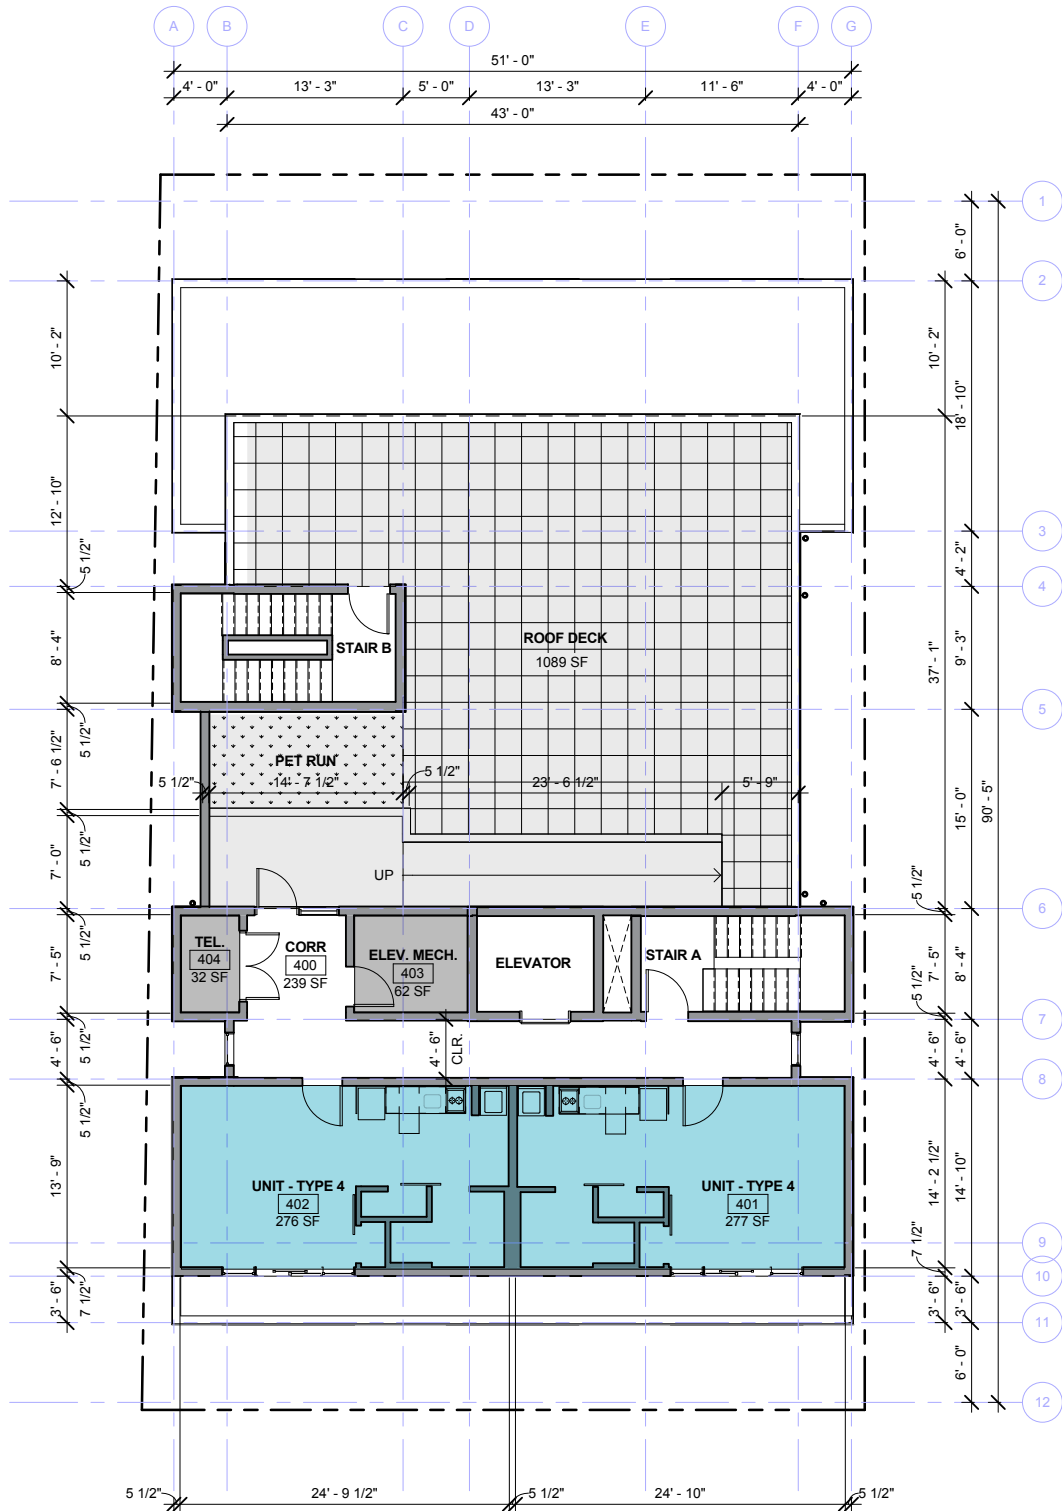 A B C D E F G
51' - 0"
4' - 0" 13' - 3" 5' - 0" 13' - 3" 11' - 6" 4' - 0"
43' - 0"
1
6' - 0"
2
10' - 2" 10' - 2"
18' - 10"
12' - 10"
3
5 1/2" 4' - 2"
4
8' - 4" STAIR B ROOF DECK 37' - 1" 9' - 3"
1089 SF
5
5 1/2"
7' - 6 1/2" PET RUN
5 1/2" 14' - 7 1/2" 5 1/2" 23' - 6 1/2" 5' - 9"
15' - 0" 90' - 5"
5 1/2"
7' - 0" UP 5 1/2"
6
5 1/2"
7' - 5" TEL. CORR ELEV. MECH. ELEVATOR STAIR A 7' - 5" 8' - 4"
404 400 403
32 SF 239 SF 62 SF
5 1/2"
7
5 1/2"
4' - 6" 4' - 6" CLR. 4' - 6" 4' - 6"
8
5 1/2"
13' - 9" UNIT - TYPE 4 UNIT - TYPE 4 14' - 2 1/2" 14' - 10"
402 401
276 SF 277 SF
9
7 1/2"
10
3' - 6" 7 1/2" 3' - 6" 3' - 6"
11
6' - 0"
12
5 1/2" 24' - 9 1/2" 5 1/2" 24' - 10" 5 1/2"